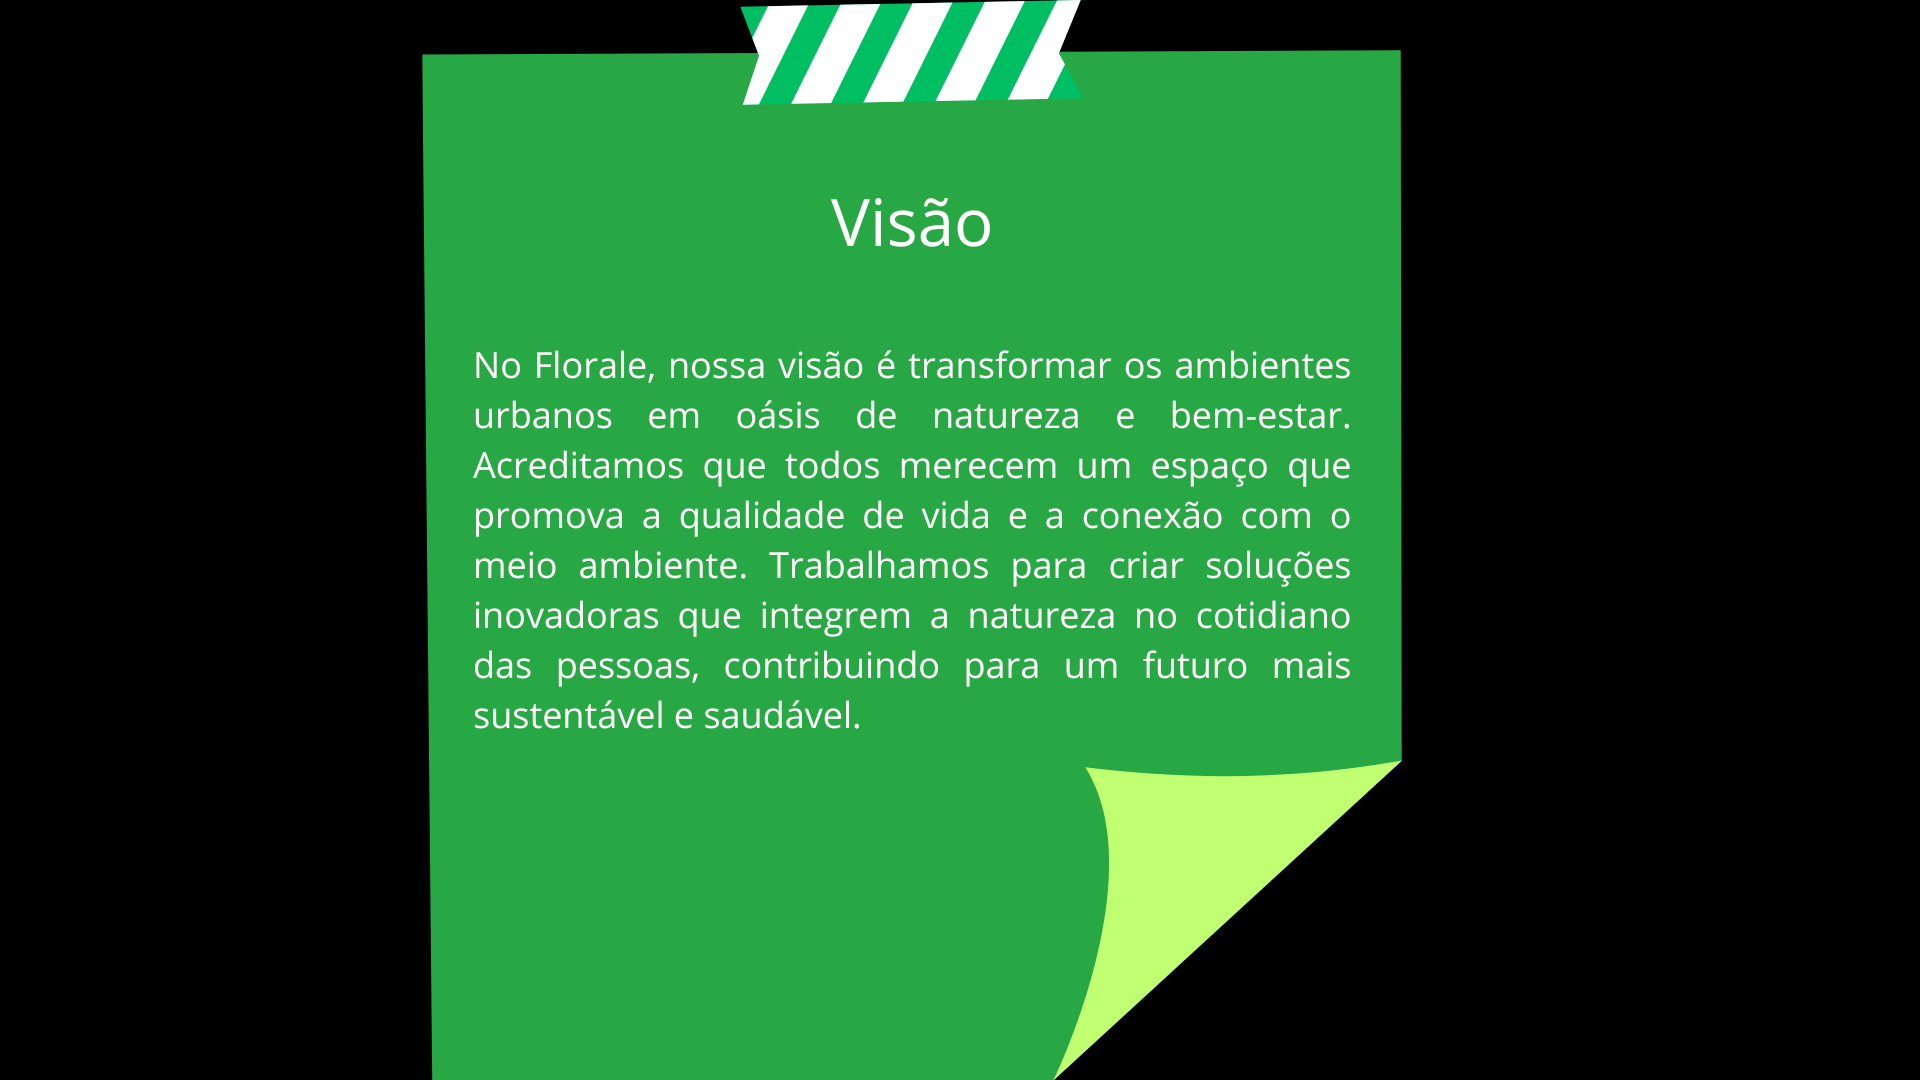 Visão
No Florale, nossa visão é transformar os ambientes
urbanos em oásis de natureza e bem-estar.
Acreditamos que todos merecem um espaço que
promova a qualidade de vida e a conexão com o
meio ambiente. Trabalhamos para criar soluções
inovadoras que integrem a natureza no cotidiano
das pessoas, contribuindo para um futuro mais
sustentável e saudável.